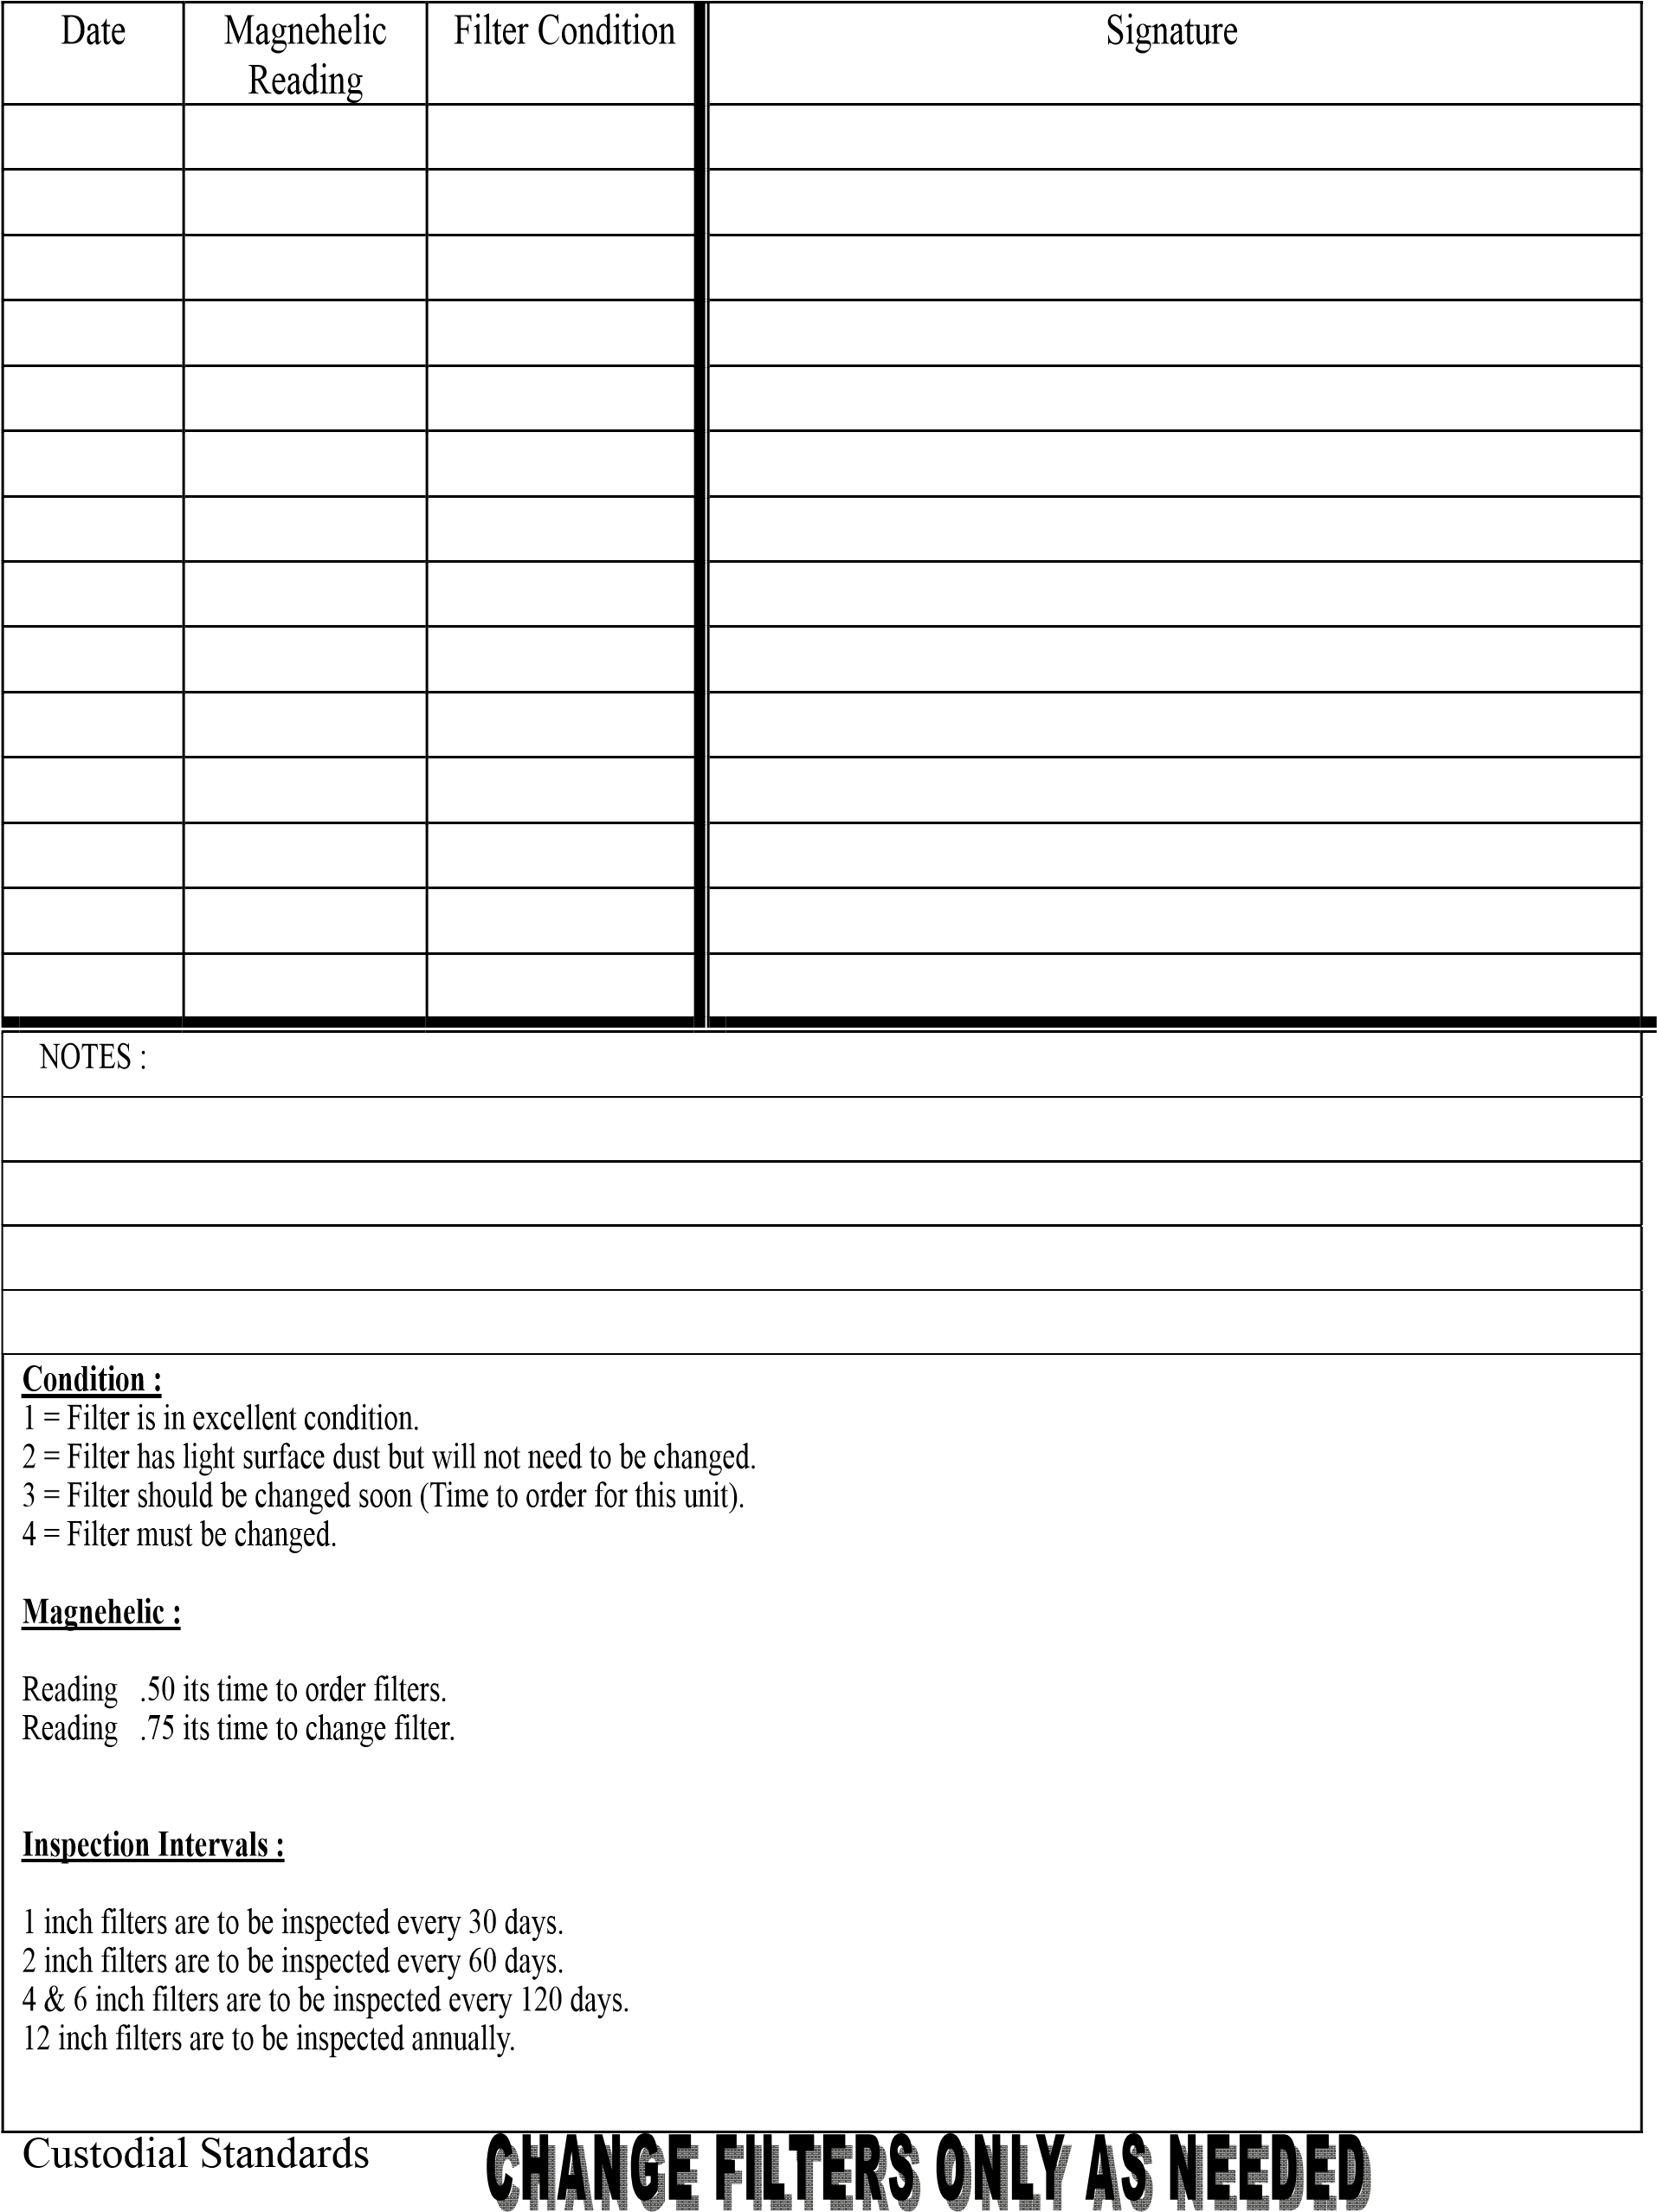 Date Magnehelic Reading Filter Condition Signature
NOTES :
Condition :
1 = Filter is in excellent condition.
2 = Filter has light surface dust but will not need to be changed.
3 = Filter should be changed soon (Time to order for this unit).
4 = Filter must be changed.
Magnehelic :
Reading .50 its time to order filters.
Reading .75 its time to change filter.
Inspection Intervals :
1 inch filters are to be inspected every 30 days.
2 inch filters are to be inspected every 60 days.
4 & 6 inch filters are to be inspected every 120 days.
12 inch filters are to be inspected annually.
Custodial Standards CHANGE FILTERS ONLY AS NEEDED